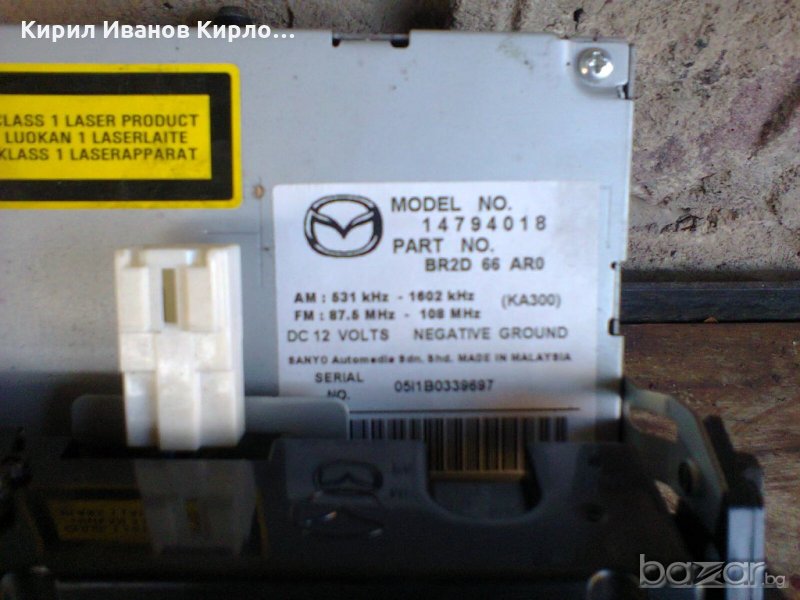 Кирил Иванов Кирло...
CLASS 1 LASER PRODUCT
LUOKAN 1 LASERLAITE
KLASS 1 LASERAPPARAT
MODEL NO.
14794018
PART NO.
BR2D 66 AR0
AM : 531 kHz - 1602 kHz (KA300)
FM : 87.5 MHz - 108 MHz
DC 12 VOLTS NEGATIVE GROUND
SANYO Automedia Sdn. Bhd. MADE IN MALAYSIA
SERIAL NO. 05I1B0339697
bazar.bg